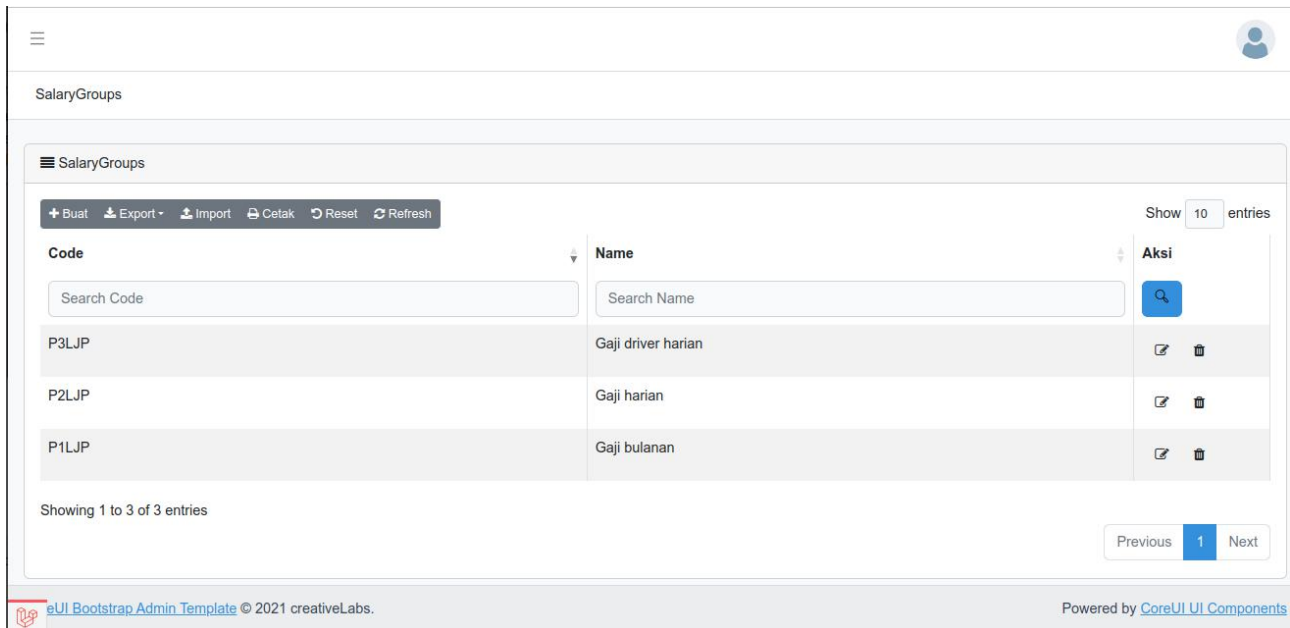 SalaryGroups
SalaryGroups
Buat Export Import Cetak Reset Refresh Show 10 entries
Code Name Aksi
Search Code Search Name
P3LJP Gaji driver harian
P2LJP Gaji harian
P1LJP Gaji bulanan
Showing 1 to 3 of 3 entries
Previous 1 Next
eUI Bootstrap Admin Template © 2021 creativeLabs. Powered by CoreUI UI Components